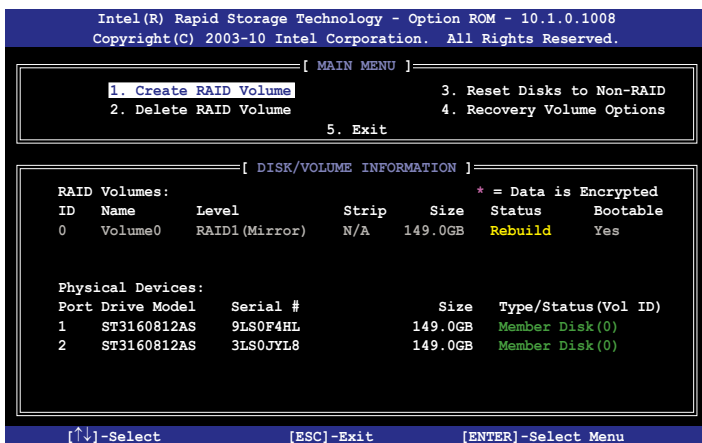 Intel(R) Rapid Storage Technology - Option ROM - 10.1.0.1008
Copyright(C) 2003-10 Intel Corporation. All Rights Reserved.
[ MAIN MENU ]
1. Create RAID Volume 3. Reset Disks to Non-RAID
2. Delete RAID Volume 4. Recovery Volume Options
5. Exit
[ DISK/VOLUME INFORMATION ]
RAID Volumes: * = Data is Encrypted
ID Name Level Strip Size Status Bootable
0 Volume0 RAID1(Mirror) N/A 149.0GB Rebuild Yes
Physical Devices:
Port Drive Model Serial # Size Type/Status(Vol ID)
1 ST3160812AS 9LS0F4HL 149.0GB Member Disk(0)
2 ST3160812AS 3LS0JYL8 149.0GB Member Disk(0)
[↑↓]-Select [ESC]-Exit [ENTER]-Select Menu